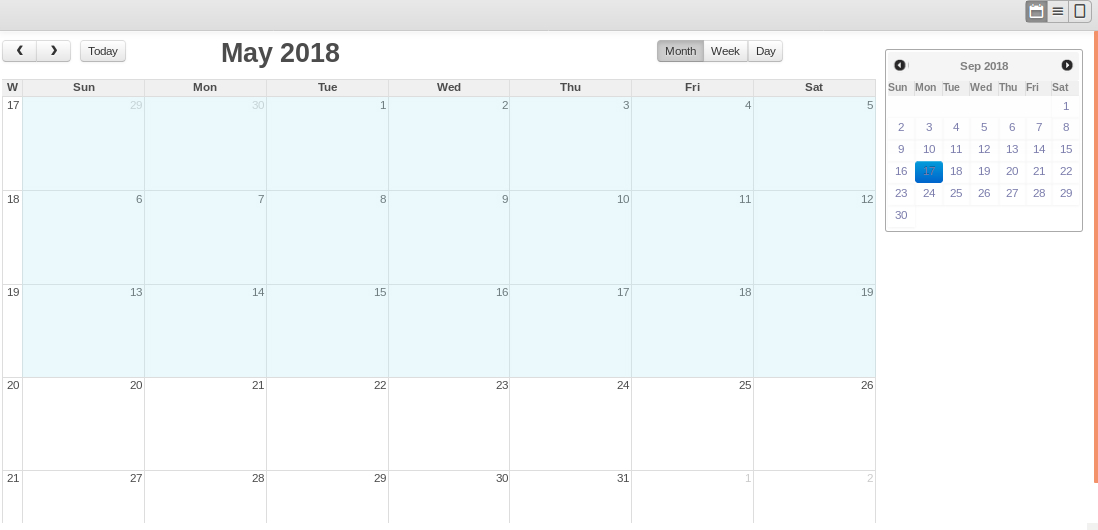 Today
May 2018
Month Week Day
W Sun Mon Tue Wed Thu Fri Sat
17 29 30 1 2 3 4 5
18 6 7 8 9 10 11 12
19 13 14 15 16 17 18 19
20 20 21 22 23 24 25 26
21 27 28 29 30 31 1 2
Sep 2018
Sun Mon Tue Wed Thu Fri Sat
1
2 3 4 5 6 7 8
9 10 11 12 13 14 15
16 17 18 19 20 21 22
23 24 25 26 27 28 29
30